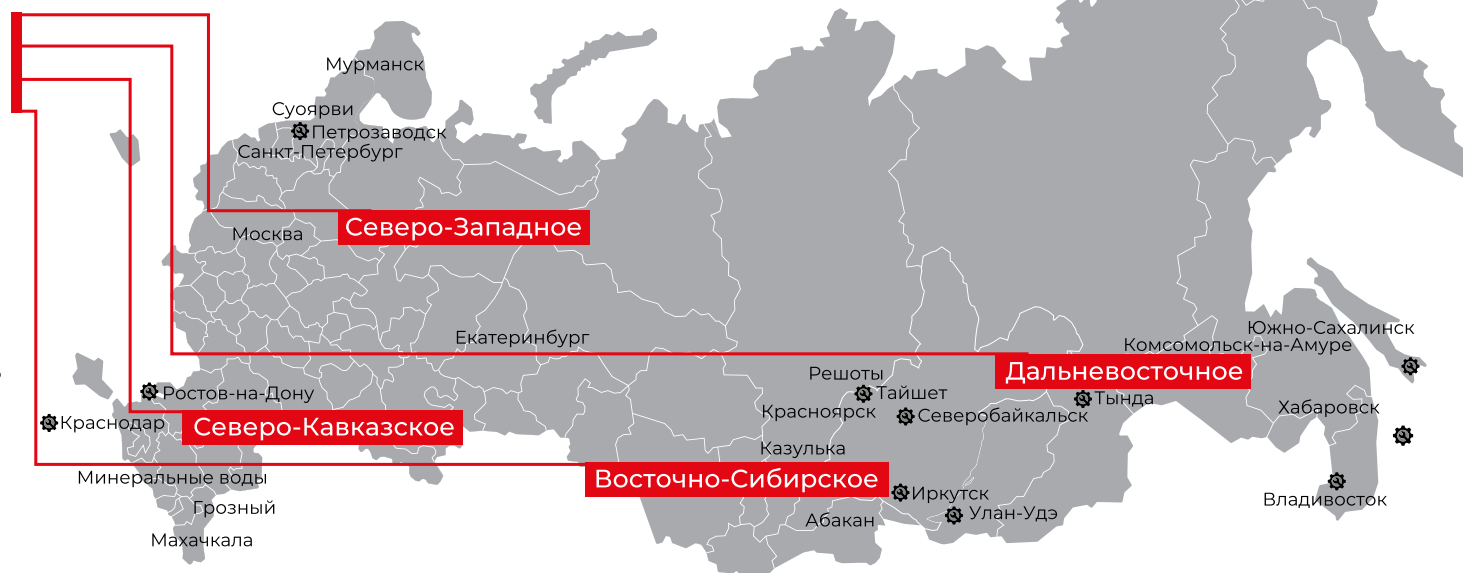 Мурманск
Суоярви
Петрозаводск
Санкт-Петербург
Северо-Западное
Москва
Екатеринбург
Южно-Сахалинск
Комсомольск-на-Амуре
Дальневосточное
Решоты
Ростов-на-Дону
Тайшет
Тында
Красноярск
Северобайкальск
Хабаровск
Краснодар
Северо-Кавказское
Казулька
Минеральные воды
Восточно-Сибирское
Иркутск
Владивосток
Грозный
Абакан
Улан-Удэ
Махачкала